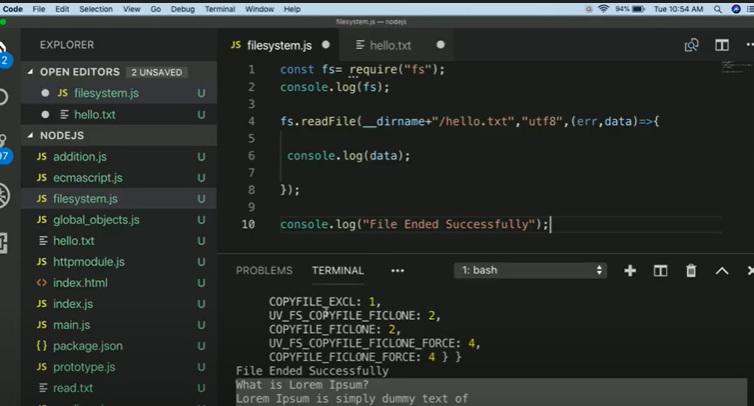 Code File Edit Selection View Go Debug Terminal Window Help 94% Tue 10:54 AM
filesystem.js — nodejs
EXPLORER
OPEN EDITORS 2 UNSAVED
JS filesystem.js U
hello.txt U
NODEJS
JS addition.js U
JS ecmascript.js U
JS filesystem.js U
JS global_objects.js U
hello.txt U
JS httpmodule.js U
<> index.html U
JS index.js U
JS main.js U
{} package.json U
JS prototype.js U
read.txt U
2
97
JS filesystem.js
hello.txt
1 const fs= require("fs");
2 console.log(fs);
3
4 fs.readFile(__dirname+"/hello.txt","utf8",(err,data)=>{
5
6 console.log(data);
7
8 });
9
10 console.log("File Ended Successfully");
PROBLEMS TERMINAL ••• 1: bash
COPYFILE_EXCL: 1,
UV_FS_COPYFILE_FICLONE: 2,
COPYFILE_FICLONE: 2,
UV_FS_COPYFILE_FICLONE_FORCE: 4,
COPYFILE_FICLONE_FORCE: 4 } }
File Ended Successfully
What is Lorem Ipsum?
Lorem Ipsum is simply dummy text of